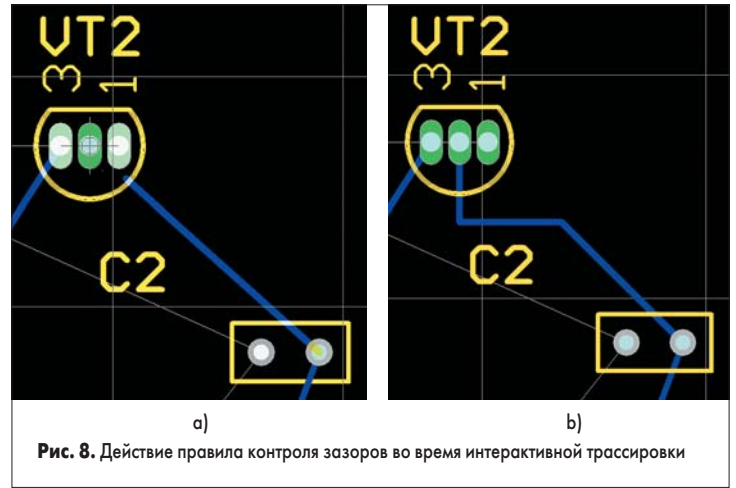 VT2
3
1
C2
VT2
3
1
C2
a)
b)
Рис. 8. Действие правила контроля зазоров во время интерактивной трассировки